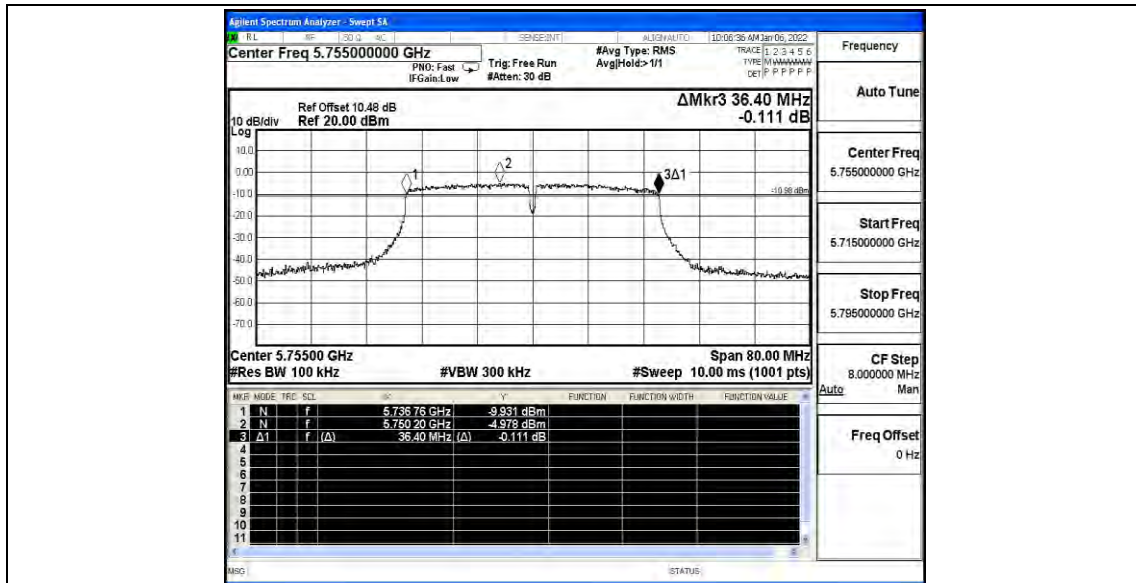 Agilent Spectrum Analyzer - Swept SA
RL RF 50 Ω AC SENSE:INT ALIGNAUTO 10:06:36 AM Jan 06, 2022
Center Freq 5.755000000 GHz
PNO: Fast
IFGain:Low
Trig: Free Run
#Atten: 30 dB
#Avg Type: RMS
Avg|Hold:> 1/1
TRACE 1 2 3 4 5 6
TYPE M
DET P P P P P P
Frequency
Auto Tune
Center Freq
5.755000000 GHz
Start Freq
5.715000000 GHz
Stop Freq
5.795000000 GHz
CF Step
8.000000 MHz
Auto Man
Freq Offset
0 Hz
ΔMkr3 36.40 MHz
-0.111 dB
Ref Offset 10.48 dB
10 dB/div Ref 20.00 dBm
Log
10.0
0.00
-10.0
-20.0
-30.0
-40.0
-50.0
-60.0
-70.0
1
2
3Δ1
-10.98 dBm
Center 5.75500 GHz Span 80.00 MHz
#Res BW 100 kHz #VBW 300 kHz #Sweep 10.00 ms (1001 pts)
MKR MODE TRC SCL X Y FUNCTION FUNCTION WIDTH FUNCTION VALUE
1 N f 5.736 76 GHz -9.931 dBm
2 N f 5.750 20 GHz -4.978 dBm
3 Δ1 f (Δ) 36.40 MHz (Δ) -0.111 dB
4
5
6
7
8
9
10
11
MSG STATUS